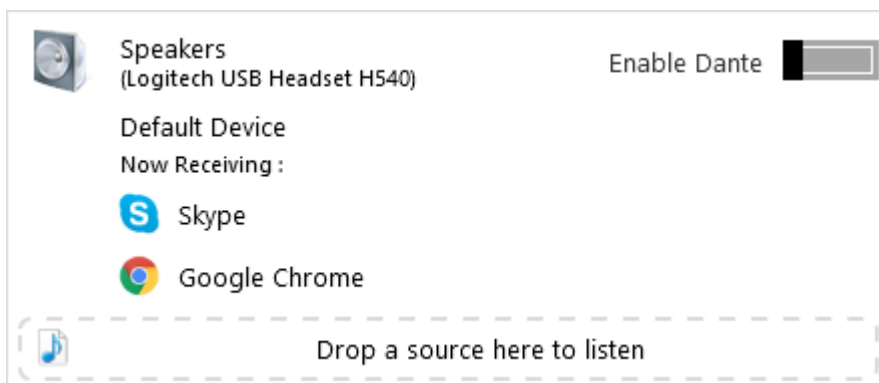 Speakers
(Logitech USB Headset H540)
Enable Dante
Default Device
Now Receiving :
Skype
Google Chrome
Drop a source here to listen